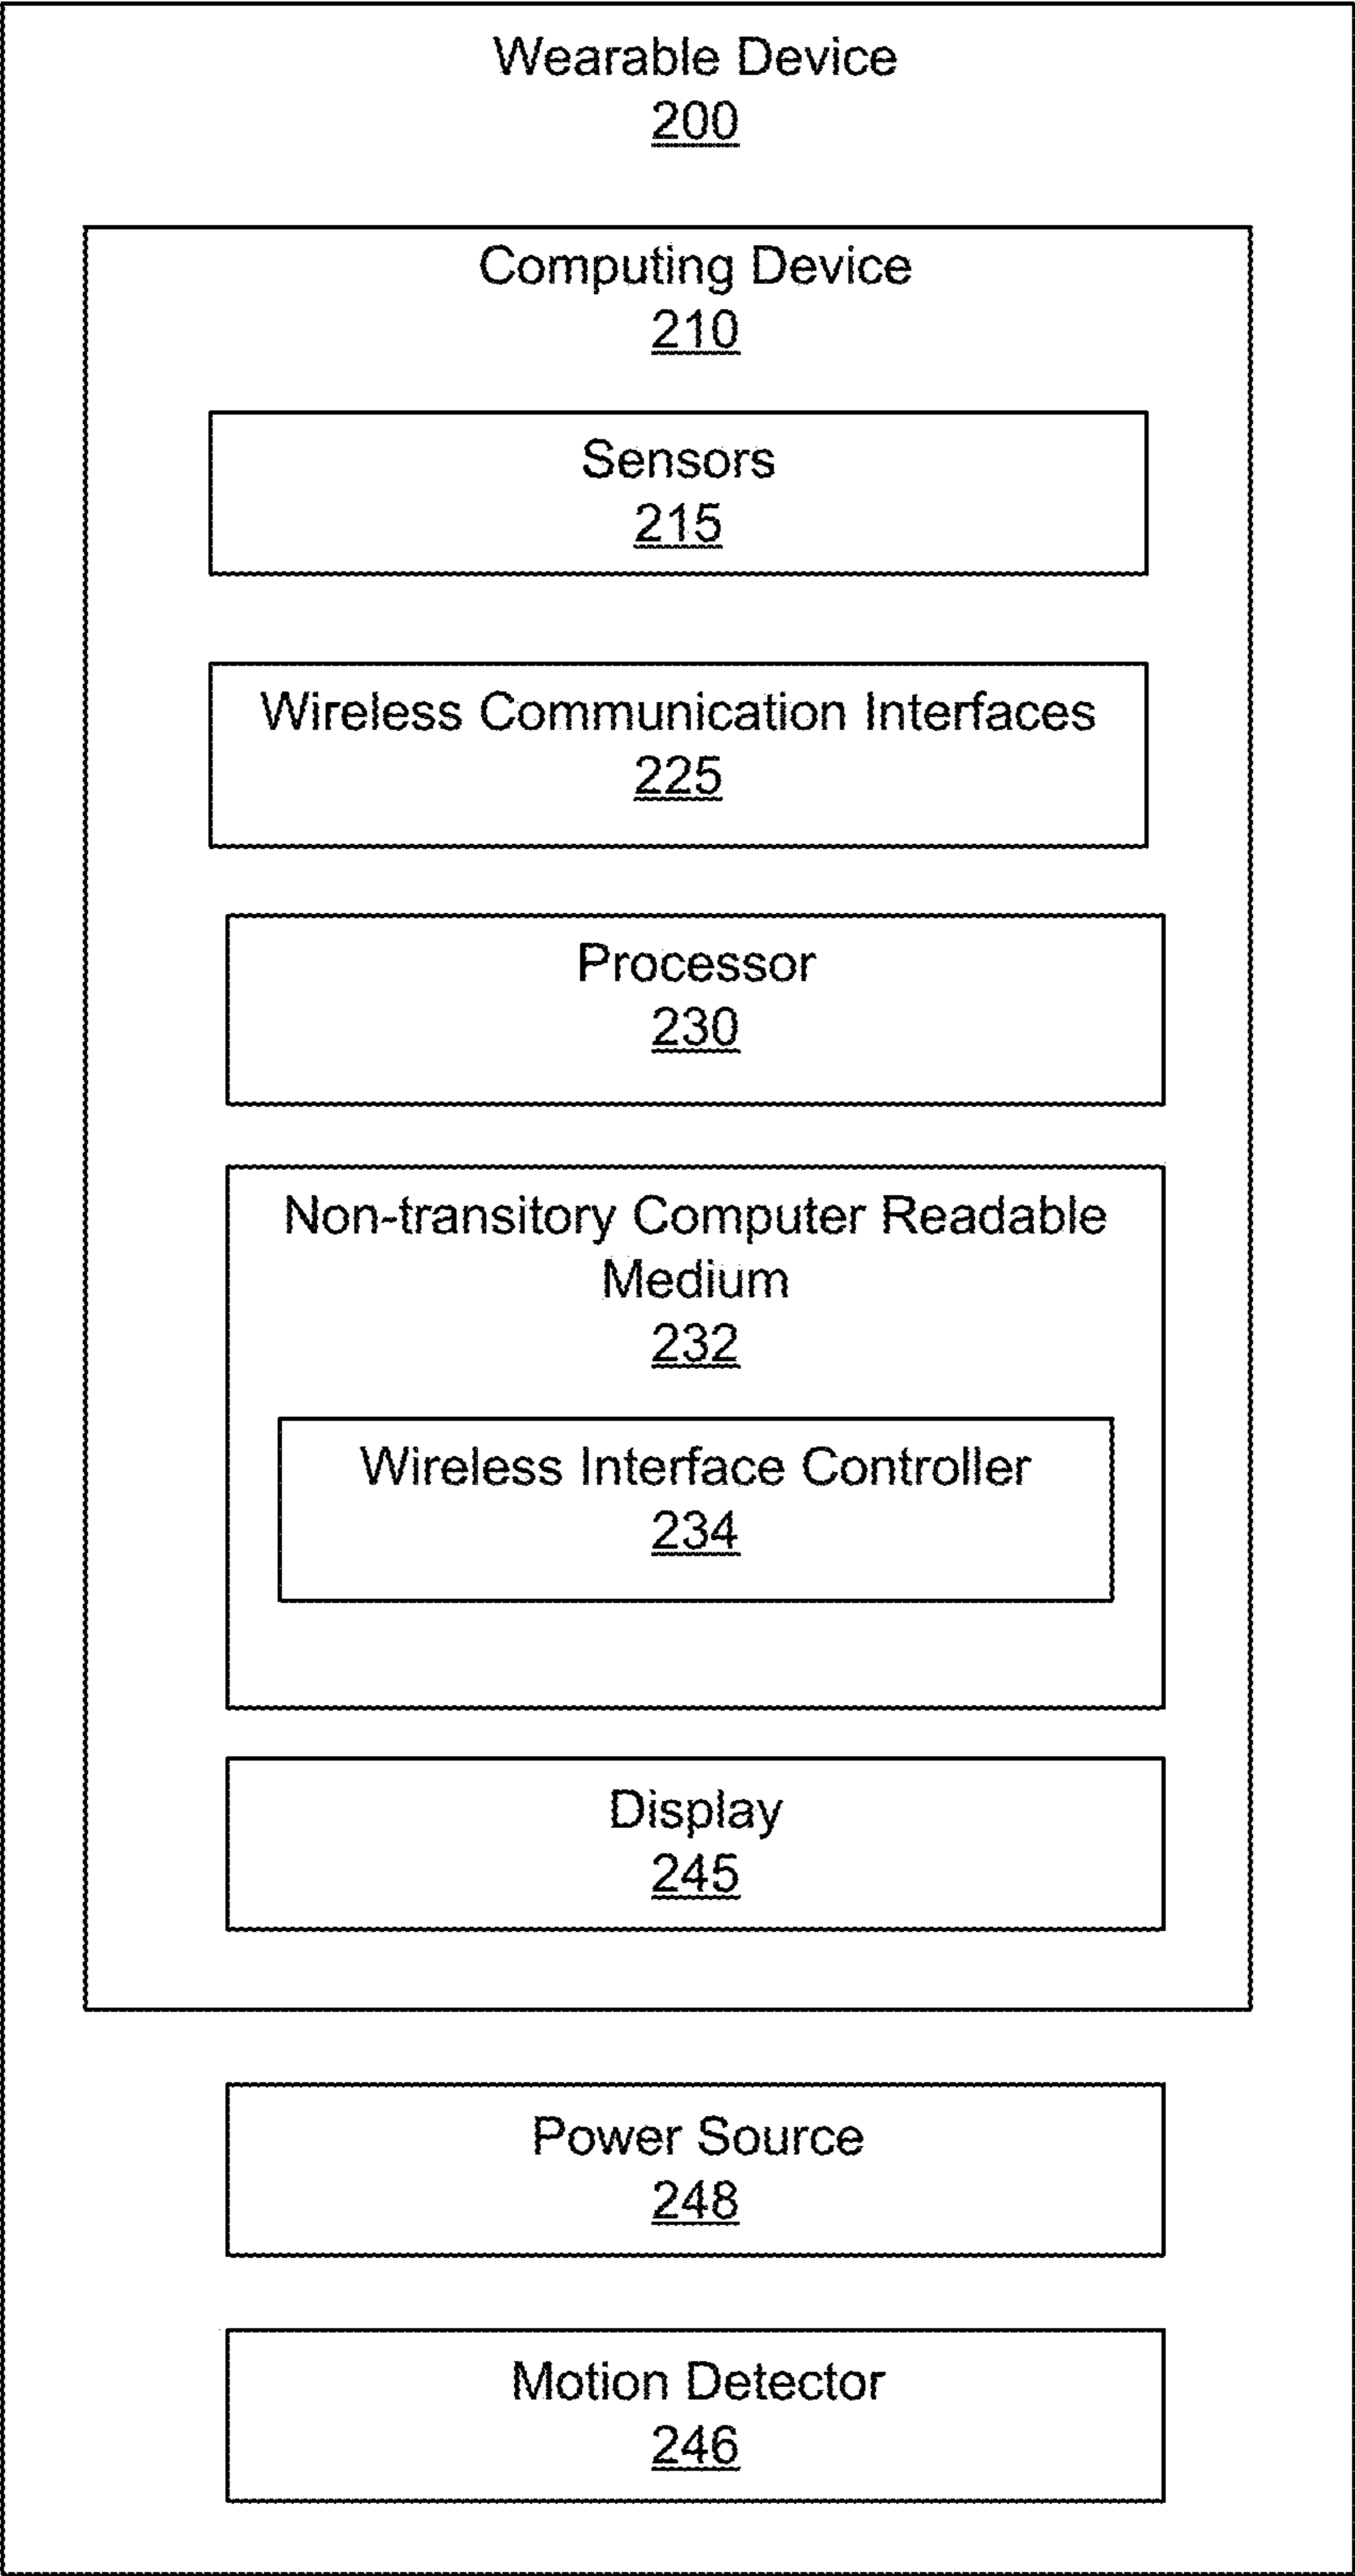 Wearable Device
200
Computing Device
210
Sensors
215
Wireless Communication Interfaces
225
Processor
230
Non-transitory Computer Readable
Medium
232
Wireless Interface Controller
234
Display
245
Power Source
248
Motion Detector
246